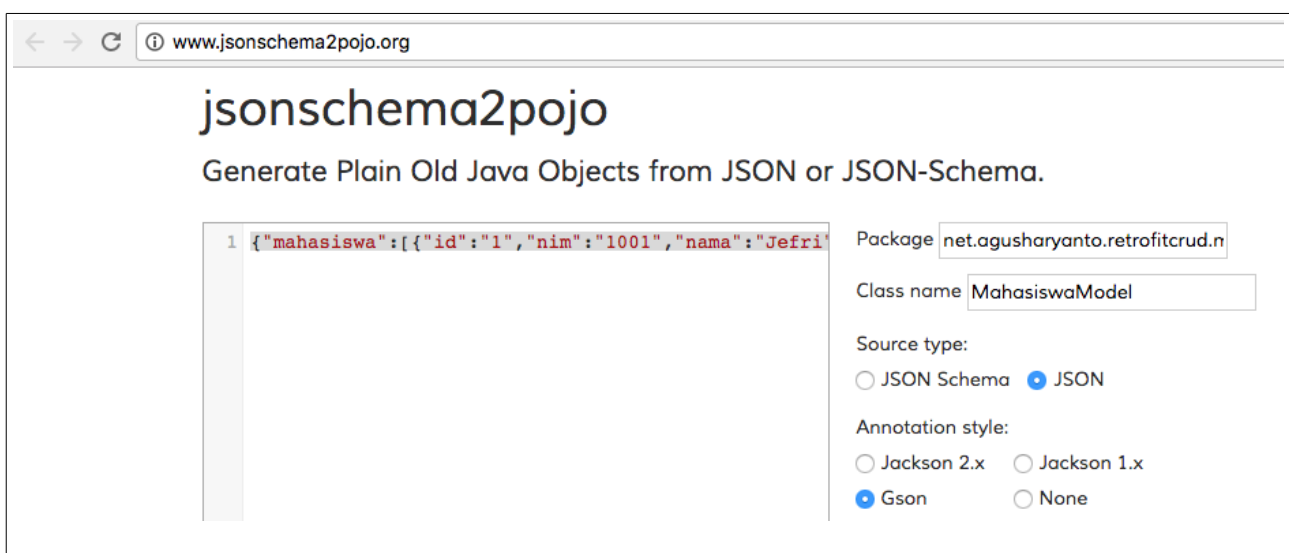 www.jsonschema2pojo.org
jsonschema2pojo
Generate Plain Old Java Objects from JSON or JSON-Schema.
1 {"mahasiswa":[{"id":"1","nim":"1001","nama":"Jefri"
Package net.agusharyanto.retrofitcrud.m
Class name MahasiswaModel
Source type:
JSON Schema JSON
Annotation style:
Jackson 2.x Jackson 1.x
Gson None